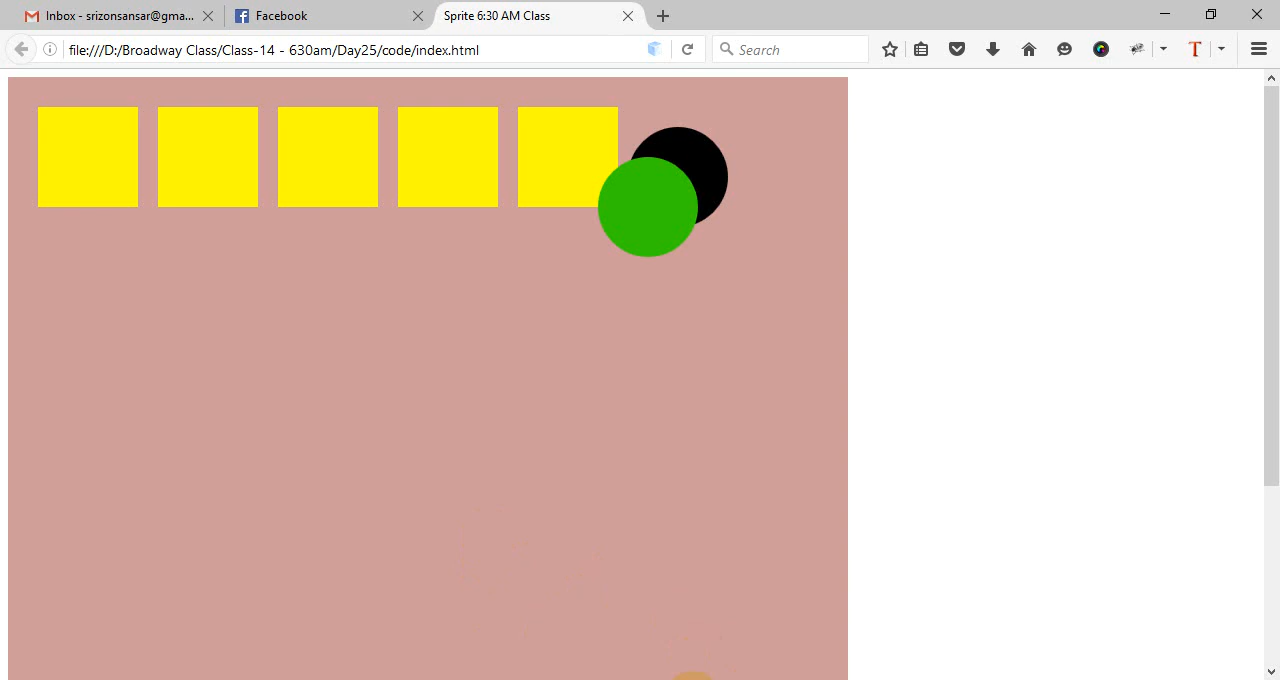 Inbox - srizonsansar@gma...
Facebook
Sprite 6:30 AM Class
file:///D:/Broadway Class/Class-14 - 630am/Day25/code/index.html
Search
T